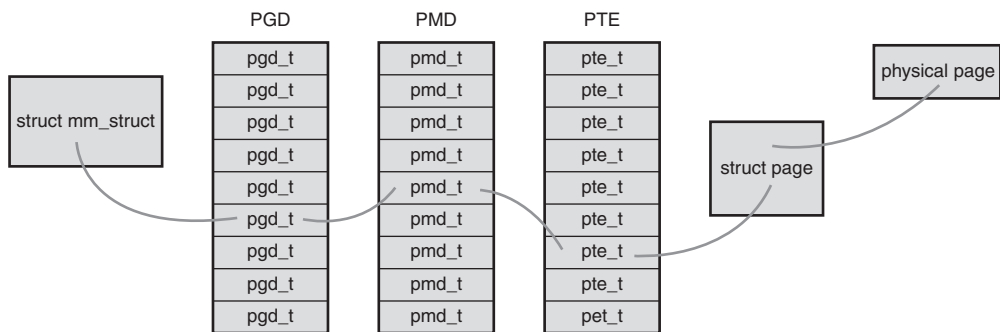 PGD PMD PTE
pgd_t pmd_t pte_t
pgd_t pmd_t pte_t
pgd_t pmd_t pte_t
pgd_t pmd_t pte_t
pgd_t pmd_t pte_t
pgd_t pmd_t pte_t
pgd_t pmd_t pte_t
pgd_t pmd_t pte_t
pgd_t pmd_t pet_t
struct mm_struct
struct page
physical page